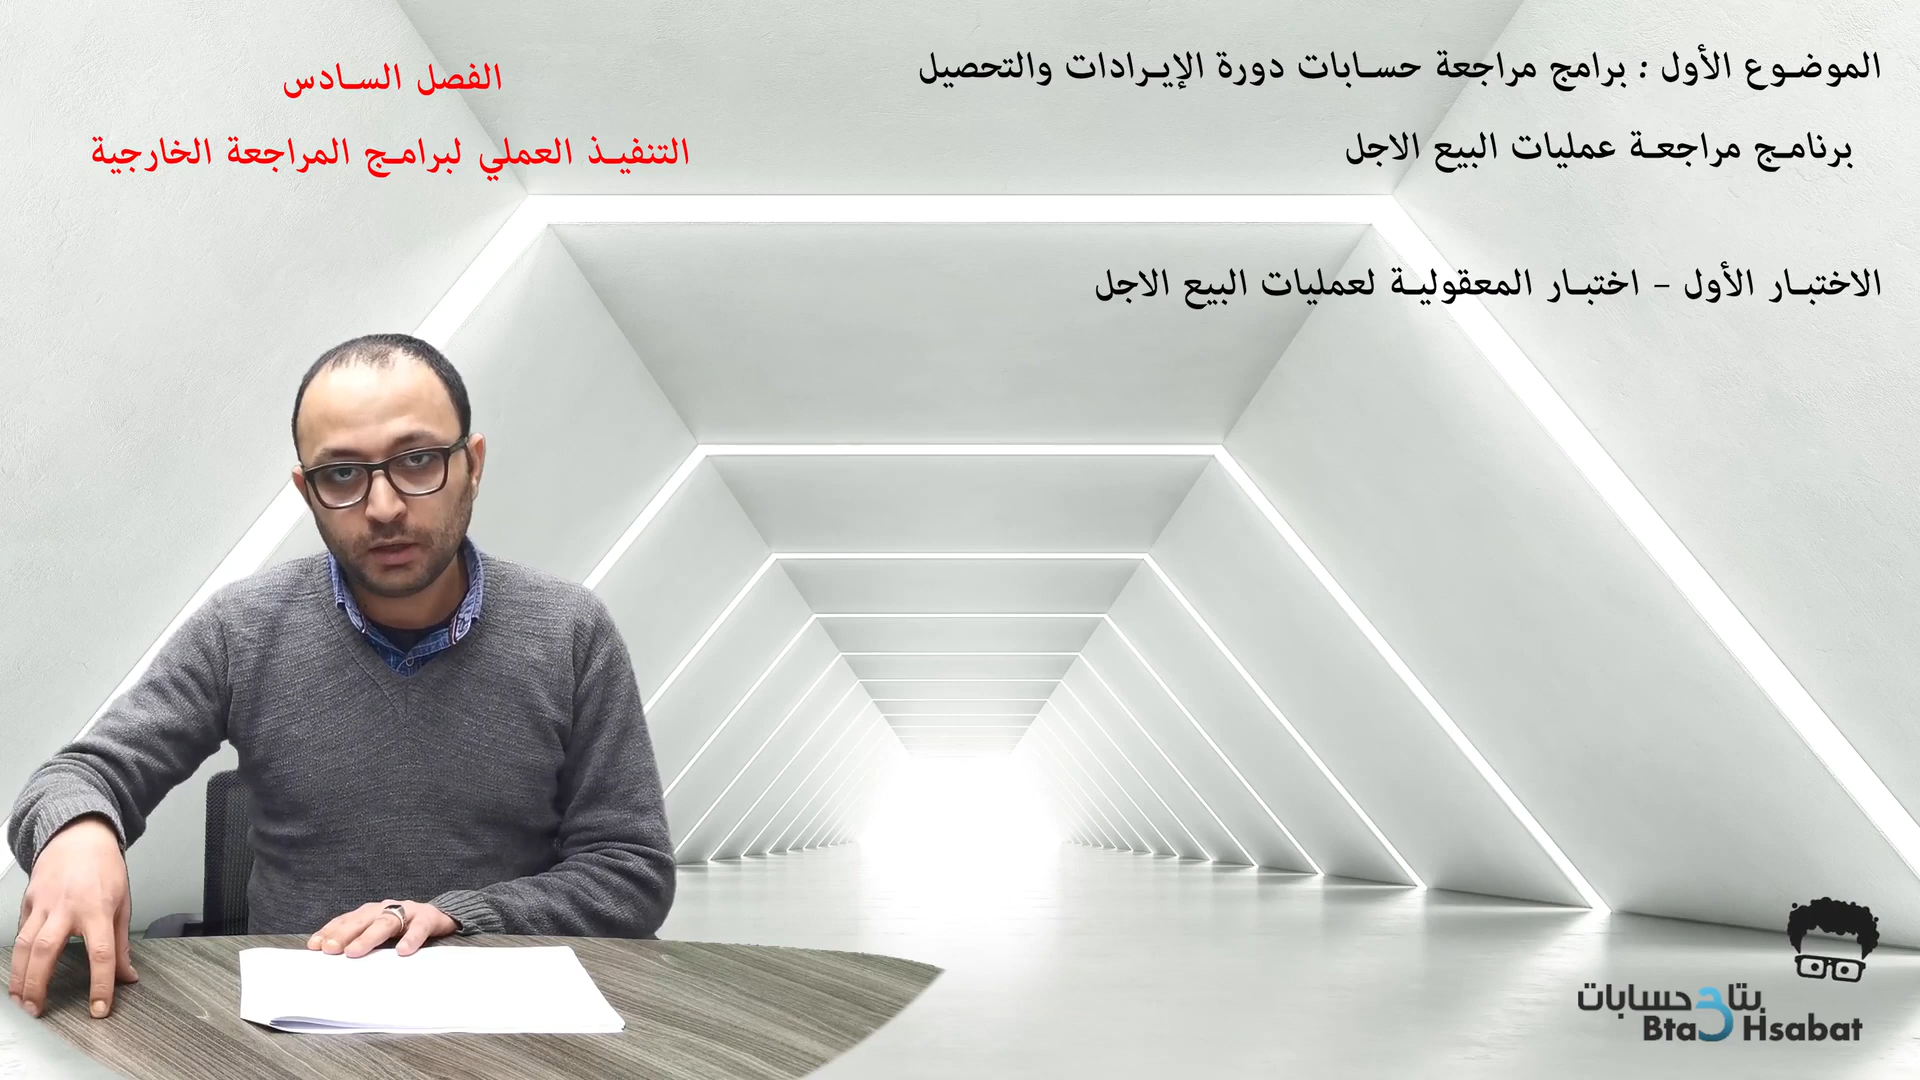 الموضوع الأول : برامج مراجعة حسابات دورة الإيرادات والتحصيل
برنامج مراجعة عمليات البيع الاجل
الفصل السادس
التنفيذ العملي لبرامج المراجعة الخارجية
الاختبار الأول – اختبار المعقولية لعمليات البيع الاجل
بتاع حسابات
Bta3 Hsabat